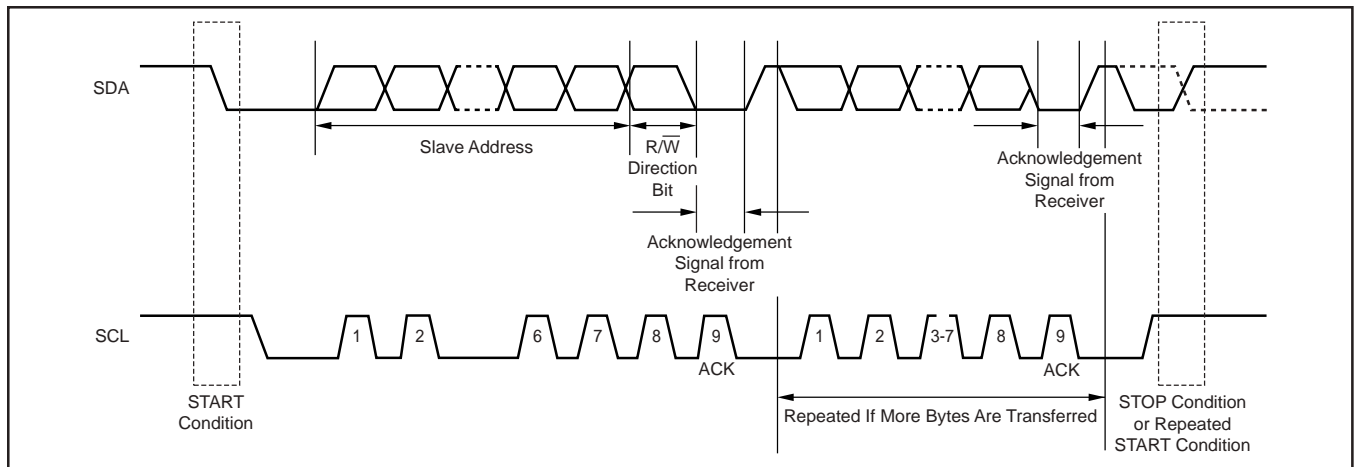 SDA
Slave Address
R/W̅
Direction
Bit
Acknowledgement
Signal from
Receiver
Acknowledgement
Signal from
Receiver
SCL
1
2
6
7
8
9
ACK
1
2
3-7
8
9
ACK
START
Condition
Repeated If More Bytes Are Transferred
STOP Condition
or Repeated
START Condition